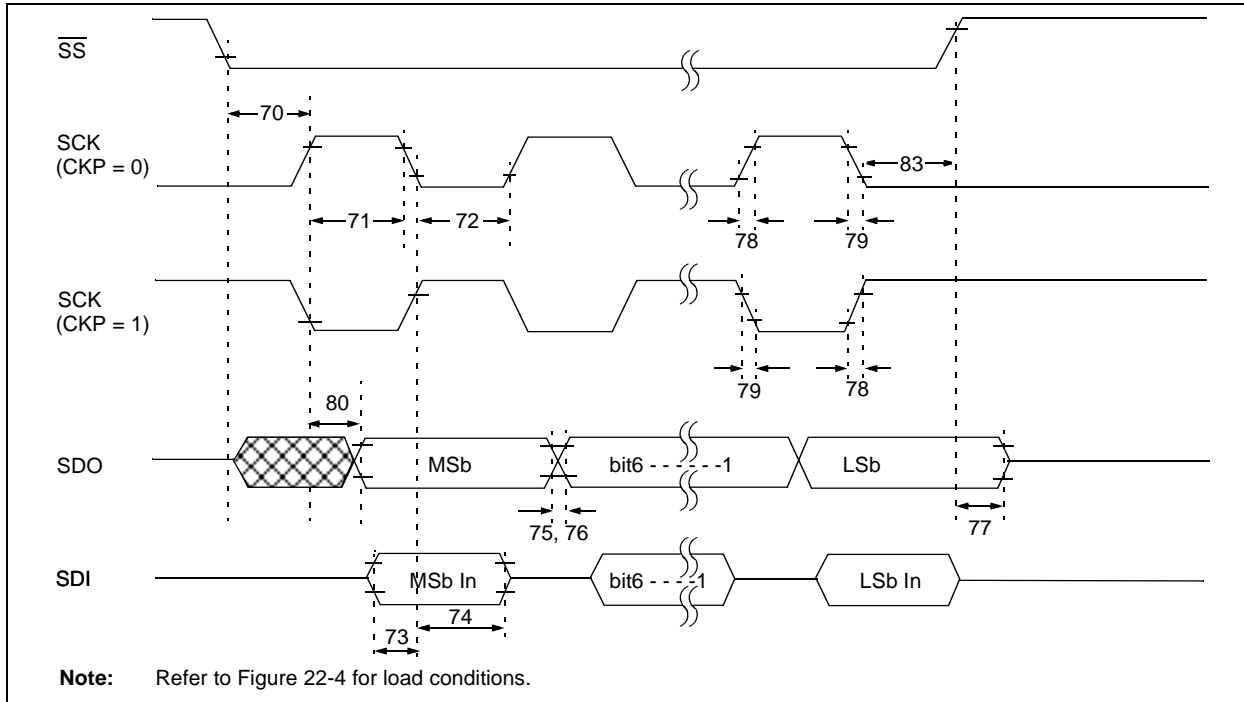 SS
70
SCK
(CKP = 0)
83
71
72
78
79
SCK
(CKP = 1)
79
78
80
SDO
MSb
bit6 - - - - - -1
LSb
75, 76
77
SDI
MSb In
bit6 - - - -1
LSb In
74
73
Note: Refer to Figure 22-4 for load conditions.